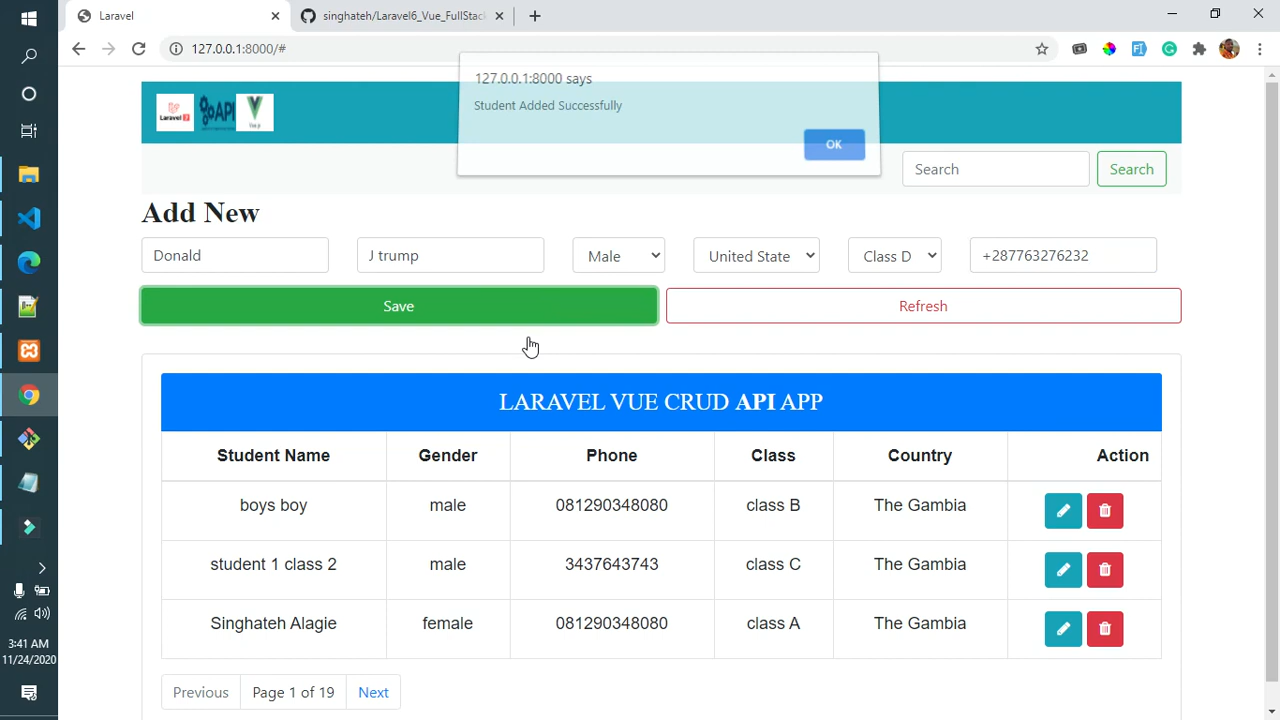 Laravel
singhateh/Laravel6_Vue_FullStack
127.0.0.1:8000/#
127.0.0.1:8000 says
Student Added Successfully
OK
Laravel 7
API
Search Search
Add New
Donald J trump Male United State Class D +287763276232
Save Refresh
LARAVEL VUE CRUD API APP
Student Name Gender Phone Class Country Action
boys boy male 081290348080 class B The Gambia
student 1 class 2 male 3437643743 class C The Gambia
Singhateh Alagie female 081290348080 class A The Gambia
Previous Page 1 of 19 Next
3:41 AM
11/24/2020